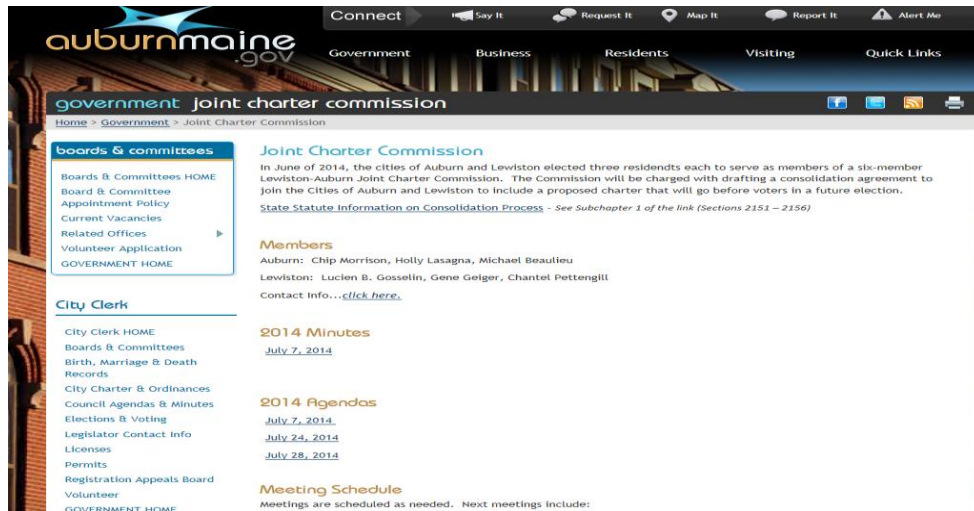 Connect
Say It
Request It
Map It
Report It
Alert Me
auburnmaine
.gov
Government
Business
Residents
Visiting
Quick Links
government joint charter commission
Home > Government > Joint Charter Commission
boards & committees
Boards & Committees HOME
Board & Committee
Appointment Policy
Current Vacancies
Related Offices
Volunteer Application
GOVERNMENT HOME
City Clerk
City Clerk HOME
Boards & Committees
Birth, Marriage & Death
Records
City Charter & Ordinances
Council Agendas & Minutes
Elections & Voting
Legislator Contact Info
Licenses
Permits
Registration Appeals Board
Volunteer
GOVERNMENT HOME
Joint Charter Commission
In June of 2014, the cities of Auburn and Lewiston elected three residendts each to serve as members of a six-member
Lewiston-Auburn Joint Charter Commission. The Commission will be charged with drafting a consolidation agreement to
join the Cities of Auburn and Lewiston to include a proposed charter that will go before voters in a future election.
State Statute Information on Consolidation Process - See Subchapter 1 of the link (Sections 2151 – 2156)
Members
Auburn: Chip Morrison, Holly Lasagna, Michael Beaulieu
Lewiston: Lucien B. Gosselin, Gene Geiger, Chantel Pettengill
Contact Info...click here.
2014 Minutes
July 7, 2014
2014 Agendas
July 7, 2014
July 24, 2014
July 28, 2014
Meeting Schedule
Meetings are scheduled as needed. Next meetings include: